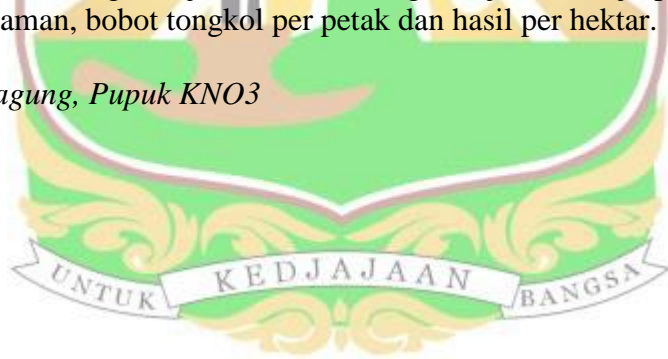 aman, bobot tongkol per petak dan hasil per hektar.
agung, Pupuk KNO3
UNTUK KEDJAJAAN BANGSA